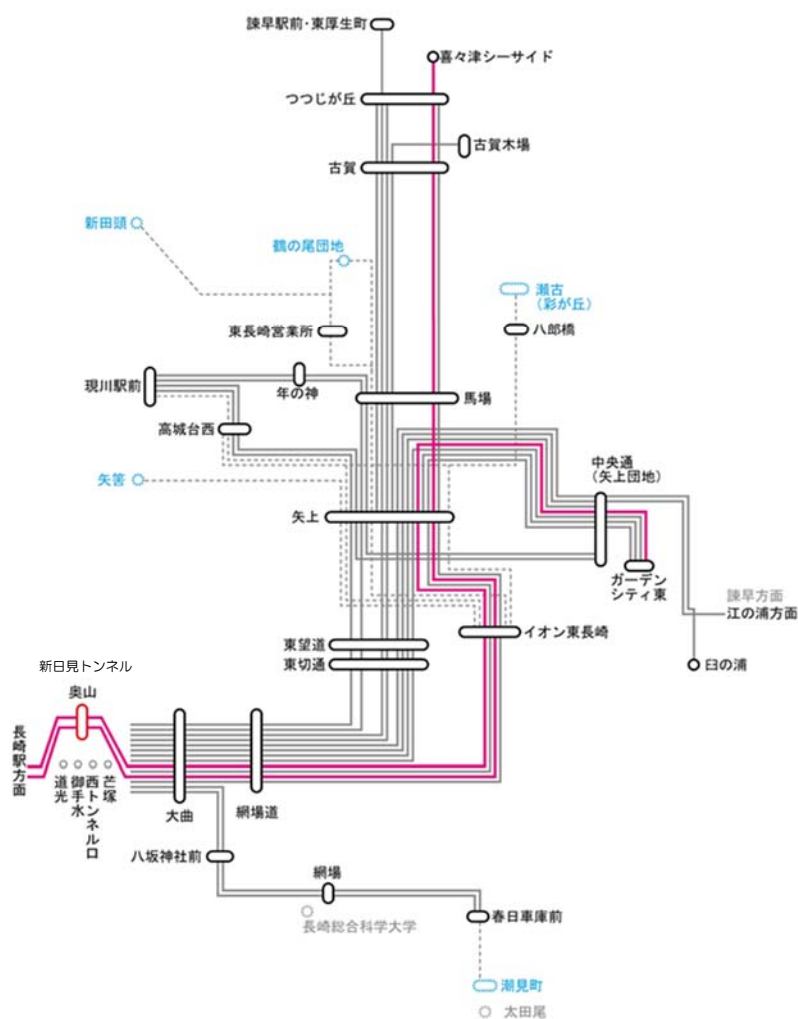 諫早駅前・東厚生町
喜々津シーサイド
つつじが丘
古賀木場
古賀
新田頭
鶴の尾団地
瀬古
（彩が丘）
東長崎営業所
八郎橋
現川駅前
年の神
馬場
高城台西
中央通
（矢上団地）
矢筈
矢上
ガーデン
シティ東
諫早方面
江の浦方面
イオン東長崎
東望道
東切通
臼の浦
新日見トンネル
奥山
長崎駅方面
道光
御手水
西トンネル口
芒塚
大曲
網場道
八坂神社前
網場
長崎総合科学大学
春日車庫前
潮見町
太田尾